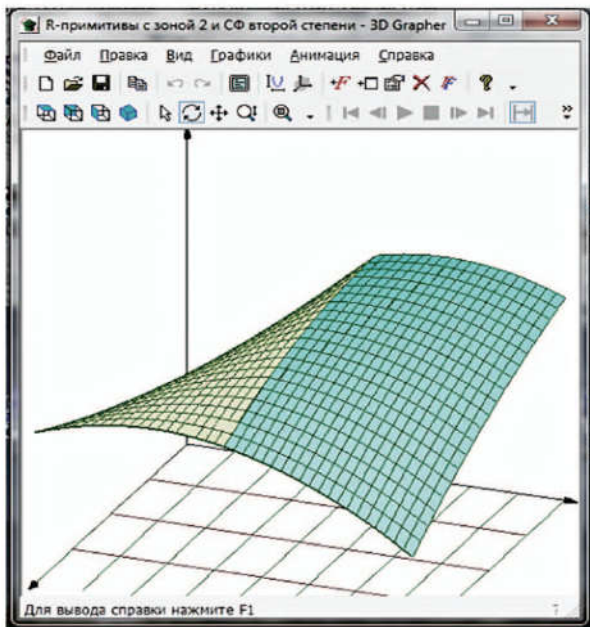 R-примитивы с зоной 2 и СФ второй степени - 3D Grapher
Файл Правка Вид Графики Анимация Справка
Для вывода справки нажмите F1